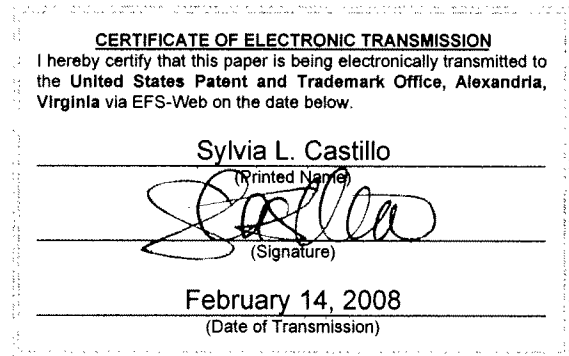 CERTIFICATE OF ELECTRONIC TRANSMISSION
I hereby certify that this paper is being electronically transmitted to
the United States Patent and Trademark Office, Alexandria,
Virginia via EFS-Web on the date below.
Sylvia L. Castillo
(Printed Name)
SCastillo
(Signature)
February 14, 2008
(Date of Transmission)